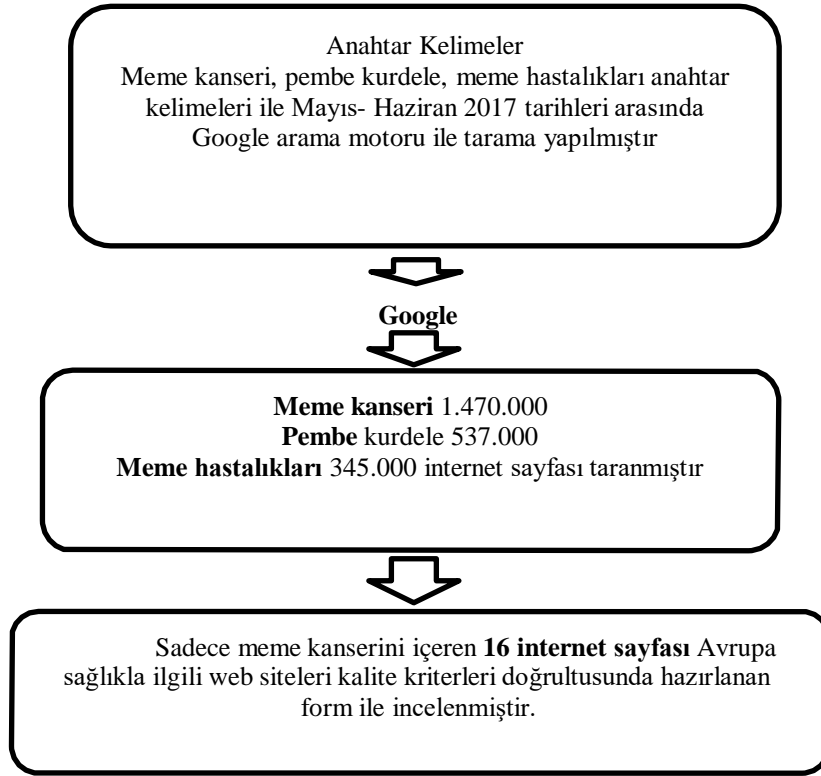 Anahtar Kelimeler
Meme kanseri, pembe kurdele, meme hastalıkları anahtar
kelimeleri ile Mayıs- Haziran 2017 tarihleri arasında
Google arama motoru ile tarama yapılmıştır
Google
Meme kanseri 1.470.000
Pembe kurdele 537.000
Meme hastalıkları 345.000 internet sayfası taranmıştır
Sadece meme kanserini içeren 16 internet sayfası Avrupa
sağlıkla ilgili web siteleri kalite kriterleri doğrultusunda hazırlanan
form ile incelenmiştir.